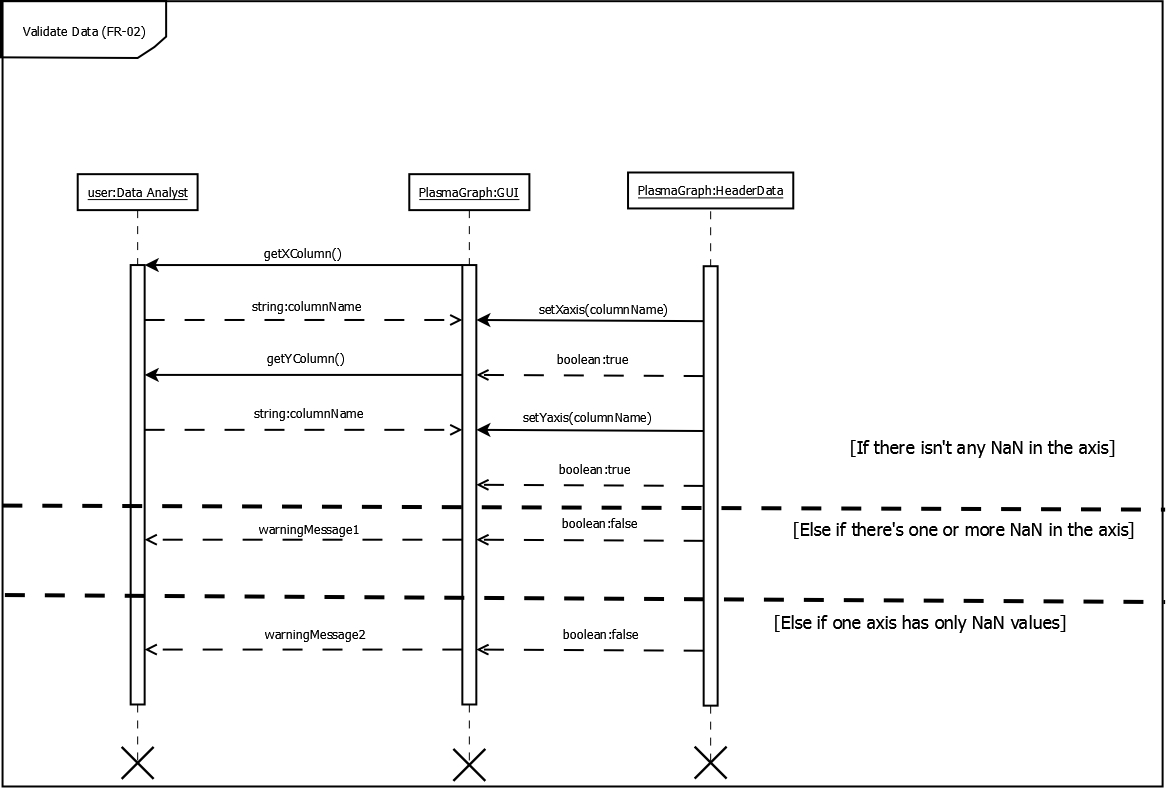 Validate Data (FR-02)
user:Data Analyst
PlasmaGraph:GUI
PlasmaGraph:HeaderData
getXColumn()
string:columnName
setXaxis(columnName)
getYColumn()
boolean:true
string:columnName
setYaxis(columnName)
[If there isn't any NaN in the axis]
boolean:true
warningMessage1
boolean:false
[Else if there's one or more NaN in the axis]
[Else if one axis has only NaN values]
warningMessage2
boolean:false